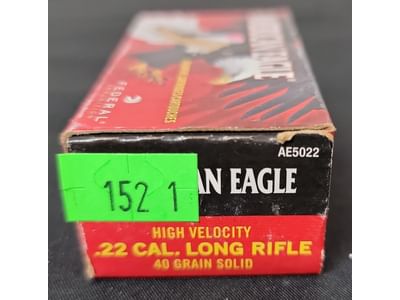 FEDERAL
AE5022
152 1
AN EAGLE
HIGH VELOCITY
.22 CAL. LONG RIFLE
40 GRAIN SOLID